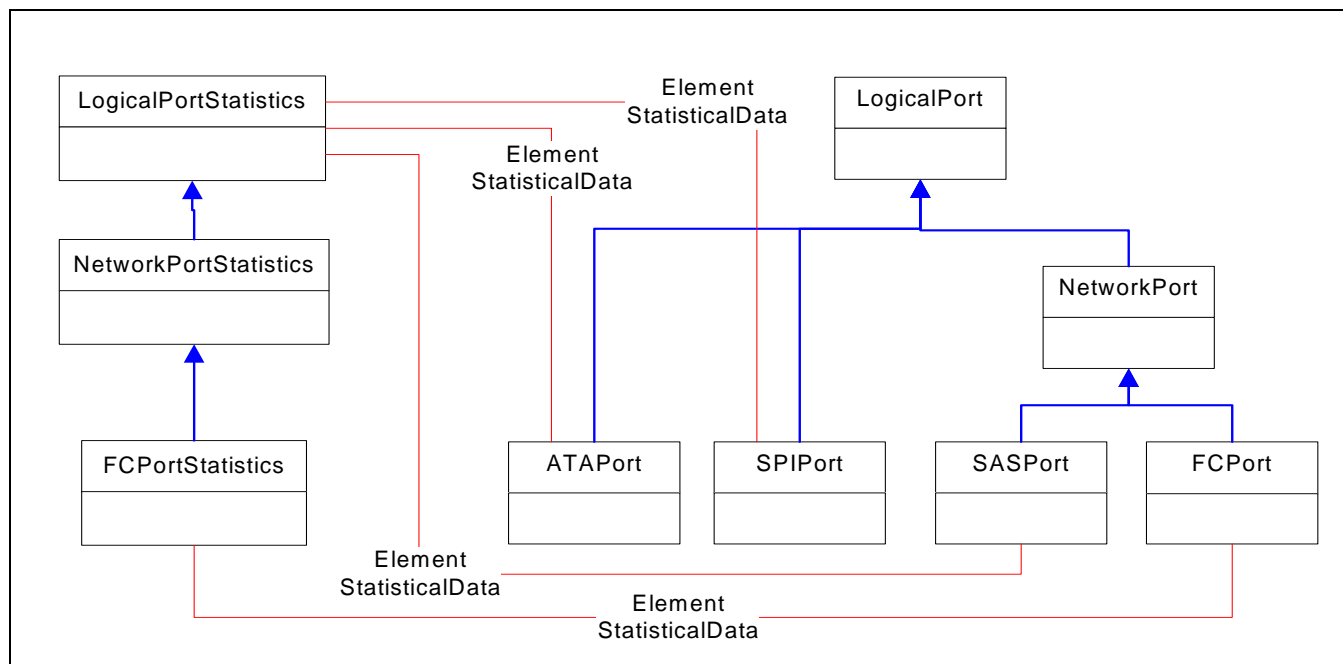 LogicalPortStatistics
Element
StatisticalData
LogicalPort
Element
StatisticalData
NetworkPortStatistics
NetworkPort
FCPortStatistics
ATAPort
SPIPort
SASPort
FCPort
Element
StatisticalData
Element
StatisticalData